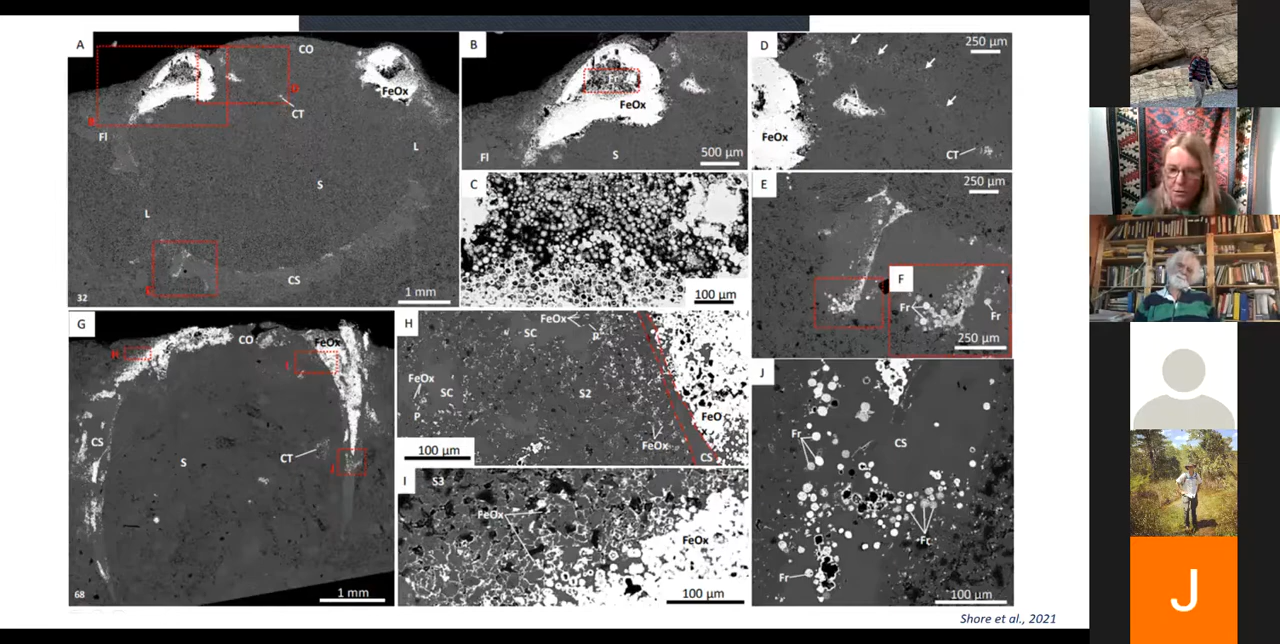 A
CO
FeOx
H
B
CT
Fl
L
S
L
CS
32
1 mm
B
Fr
FeOx
Fl
S
500 µm
C
100 µm
D
250 µm
FeOx
CT
E
250 µm
F
Fr
Fr
250 µm
G
CO
FeOx
H
I
CS
S
CT
J
68
1 mm
H
FeOx
SC
P
FeOx
SC
S2
P
FeO
x
FeOx
CS
100 µm
I
S3
FeOx
FeOx
100 µm
J
Fr
CS
Fr
Fr
100 µm
Shore et al., 2021
J